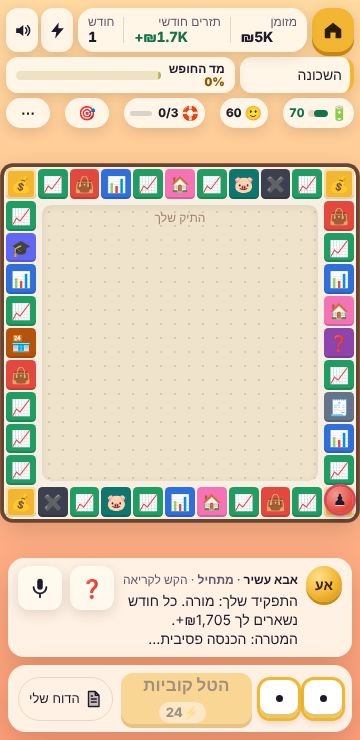 מזומן
₪5K
תזרים חודשי
+₪1.7K
חודש
1
השכונה
מד החופש
0%
70
60
0/3
...
התיק שלך
אע
אבא עשיר · מתחיל · הקש לקריאה
התפקיד שלך: מורה. כל חודש
נשארים לך ₪1,705+.
המטרה: הכנסה פסיבית...
הטל קוביות
24
הדוח שלי